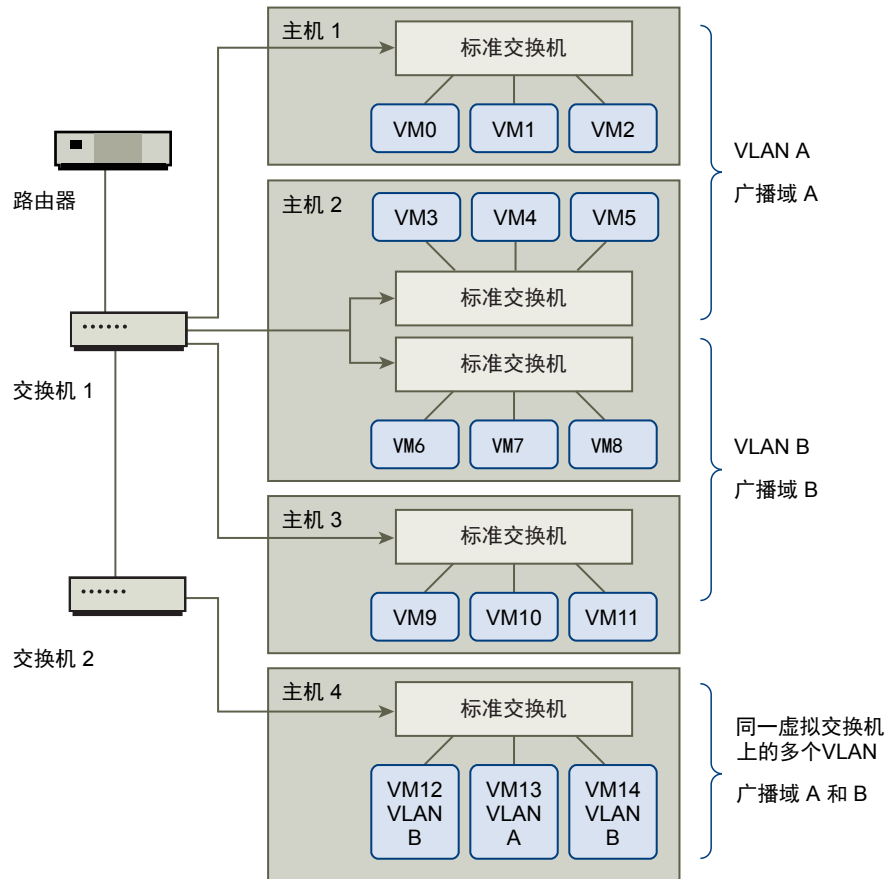 主机 1
标准交换机
VM0
VM1
VM2
VLAN A
广播域 A
路由器
主机 2
VM3
VM4
VM5
标准交换机
标准交换机
VM6
VM7
VM8
交换机 1
VLAN B
广播域 B
主机 3
标准交换机
VM9
VM10
VM11
交换机 2
主机 4
标准交换机
VM12
VLAN
B
VM13
VLAN
A
VM14
VLAN
B
同一虚拟交换机
上的多个VLAN
广播域 A 和 B